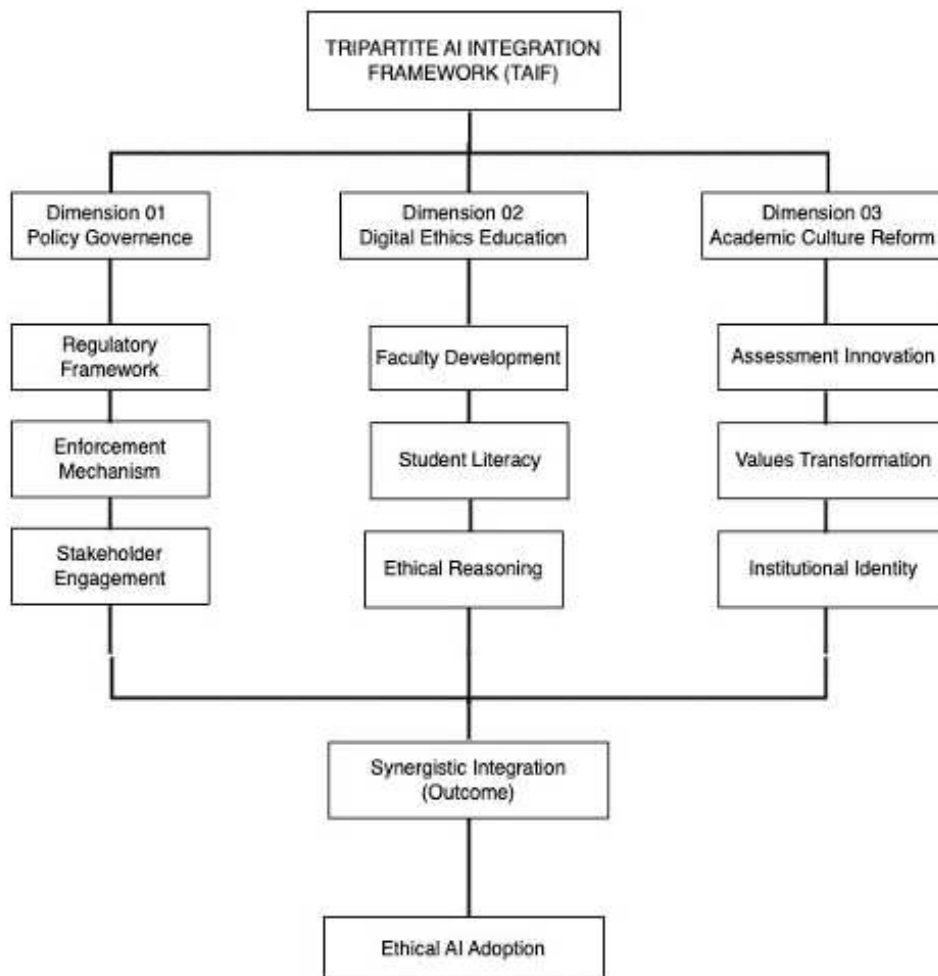 TRIPARTITE AI INTEGRATION
FRAMEWORK (TAIF)
Dimension 01
Policy Governence
Dimension 02
Digital Ethics Education
Dimension 03
Academic Culture Reform
Regulatory
Framework
Faculty Development
Assessment Innovation
Enforcement
Mechanism
Student Literacy
Values Transformation
Stakeholder
Engagement
Ethical Reasoning
Institutional Identity
Synergistic Integration
(Outcome)
Ethical AI Adoption